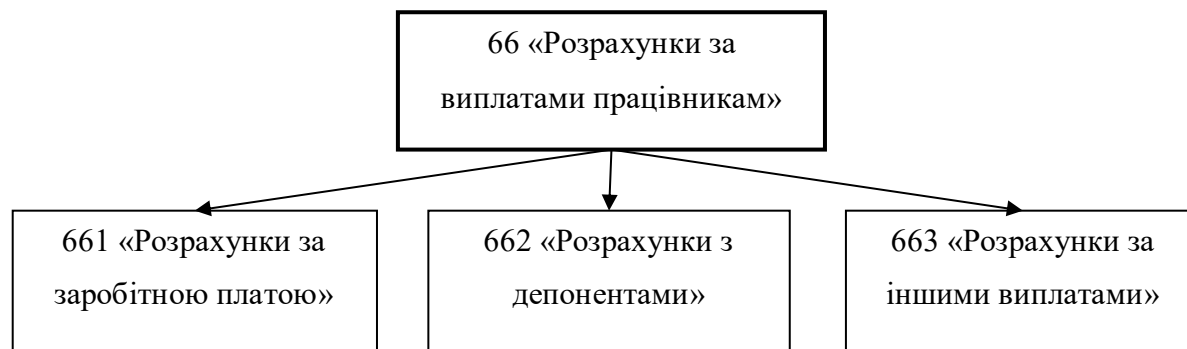 66 «Розрахунки за
виплатами працівникам»
661 «Розрахунки за
заробітною платою»
662 «Розрахунки з
депонентами»
663 «Розрахунки за
іншими виплатами»